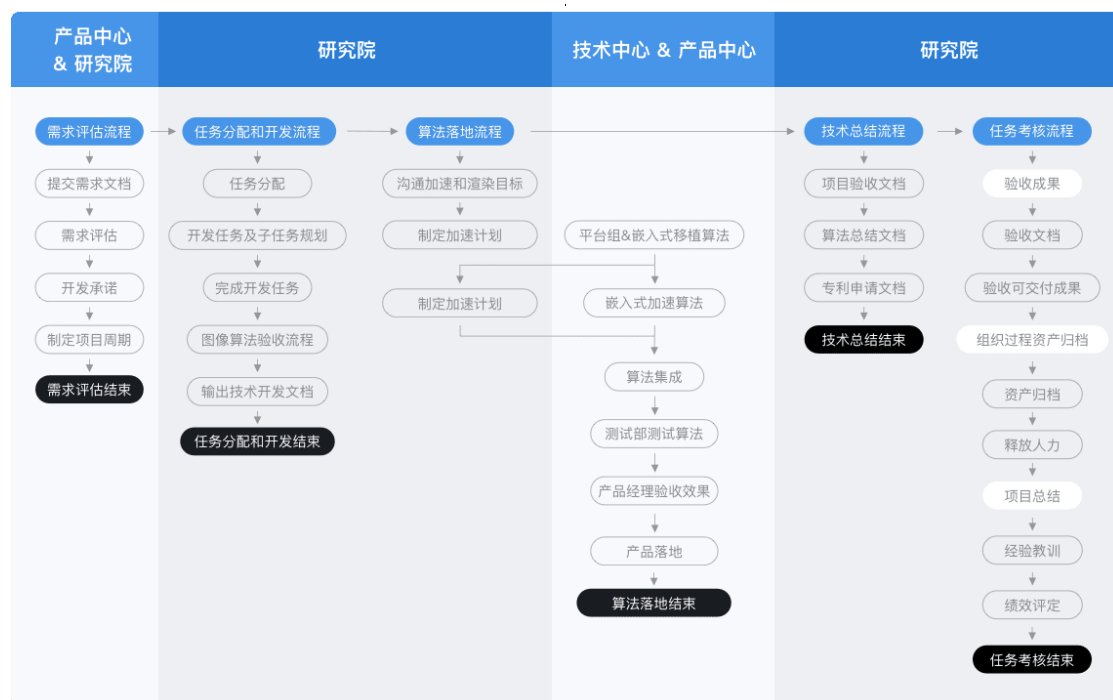 产品中心
& 研究院
研究院
技术中心 & 产品中心
研究院
需求评估流程
提交需求文档
需求评估
开发承诺
制定项目周期
需求评估结束
任务分配和开发流程
任务分配
开发任务及子任务规划
完成开发任务
图像算法验收流程
输出技术开发文档
任务分配和开发结束
算法落地流程
沟通加速和渲染目标
制定加速计划
制定加速计划
平台组&嵌入式移植算法
嵌入式加速算法
算法集成
测试部测试算法
产品经理验收效果
产品落地
算法落地结束
技术总结流程
项目验收文档
算法总结文档
专利申请文档
技术总结结束
任务考核流程
验收成果
验收文档
验收可交付成果
组织过程资产归档
资产归档
释放人力
项目总结
经验教训
绩效评定
任务考核结束